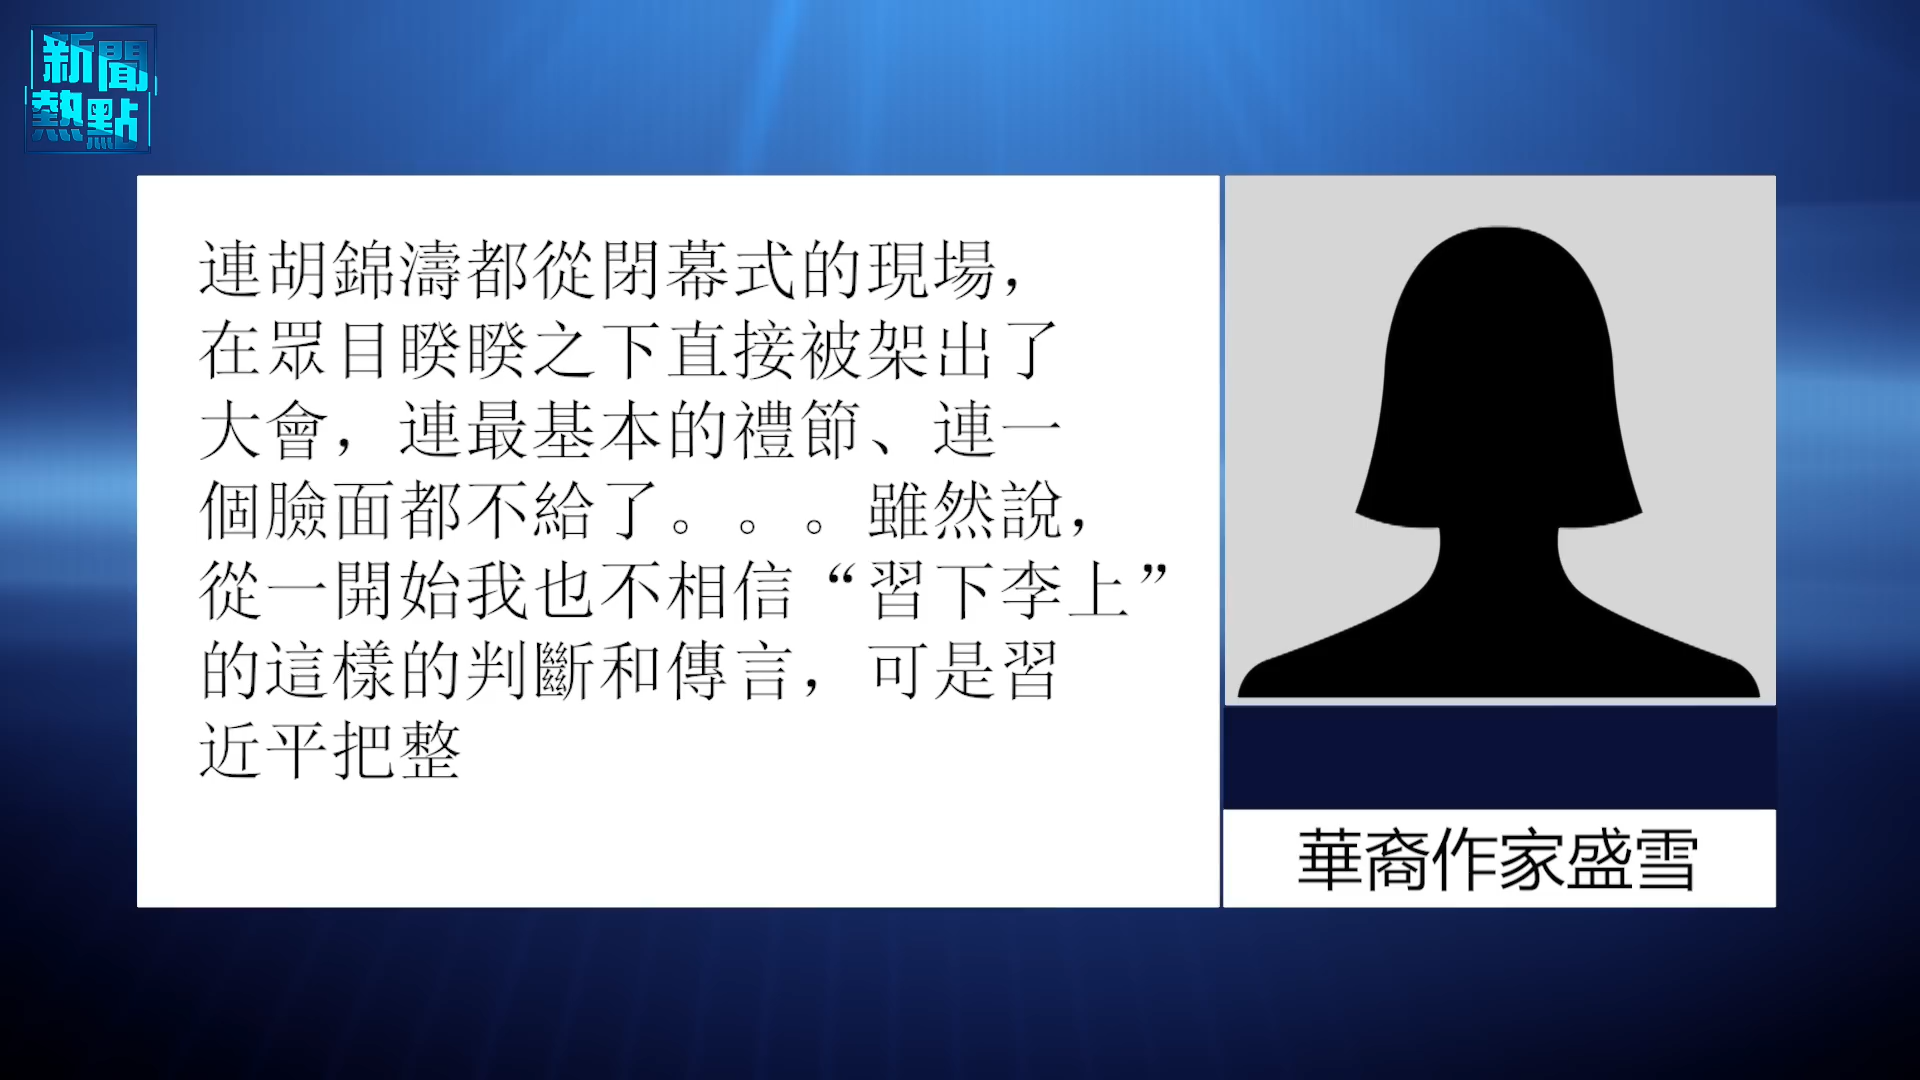 新聞
熱點
連胡錦濤都從閉幕式的現場，
在眾目睽睽之下直接被架出了
大會，連最基本的禮節、連一
個臉面都不給了。。。雖然說，
從一開始我也不相信“習下李上”
的這樣的判斷和傳言，可是習
近平把整
華裔作家盛雪